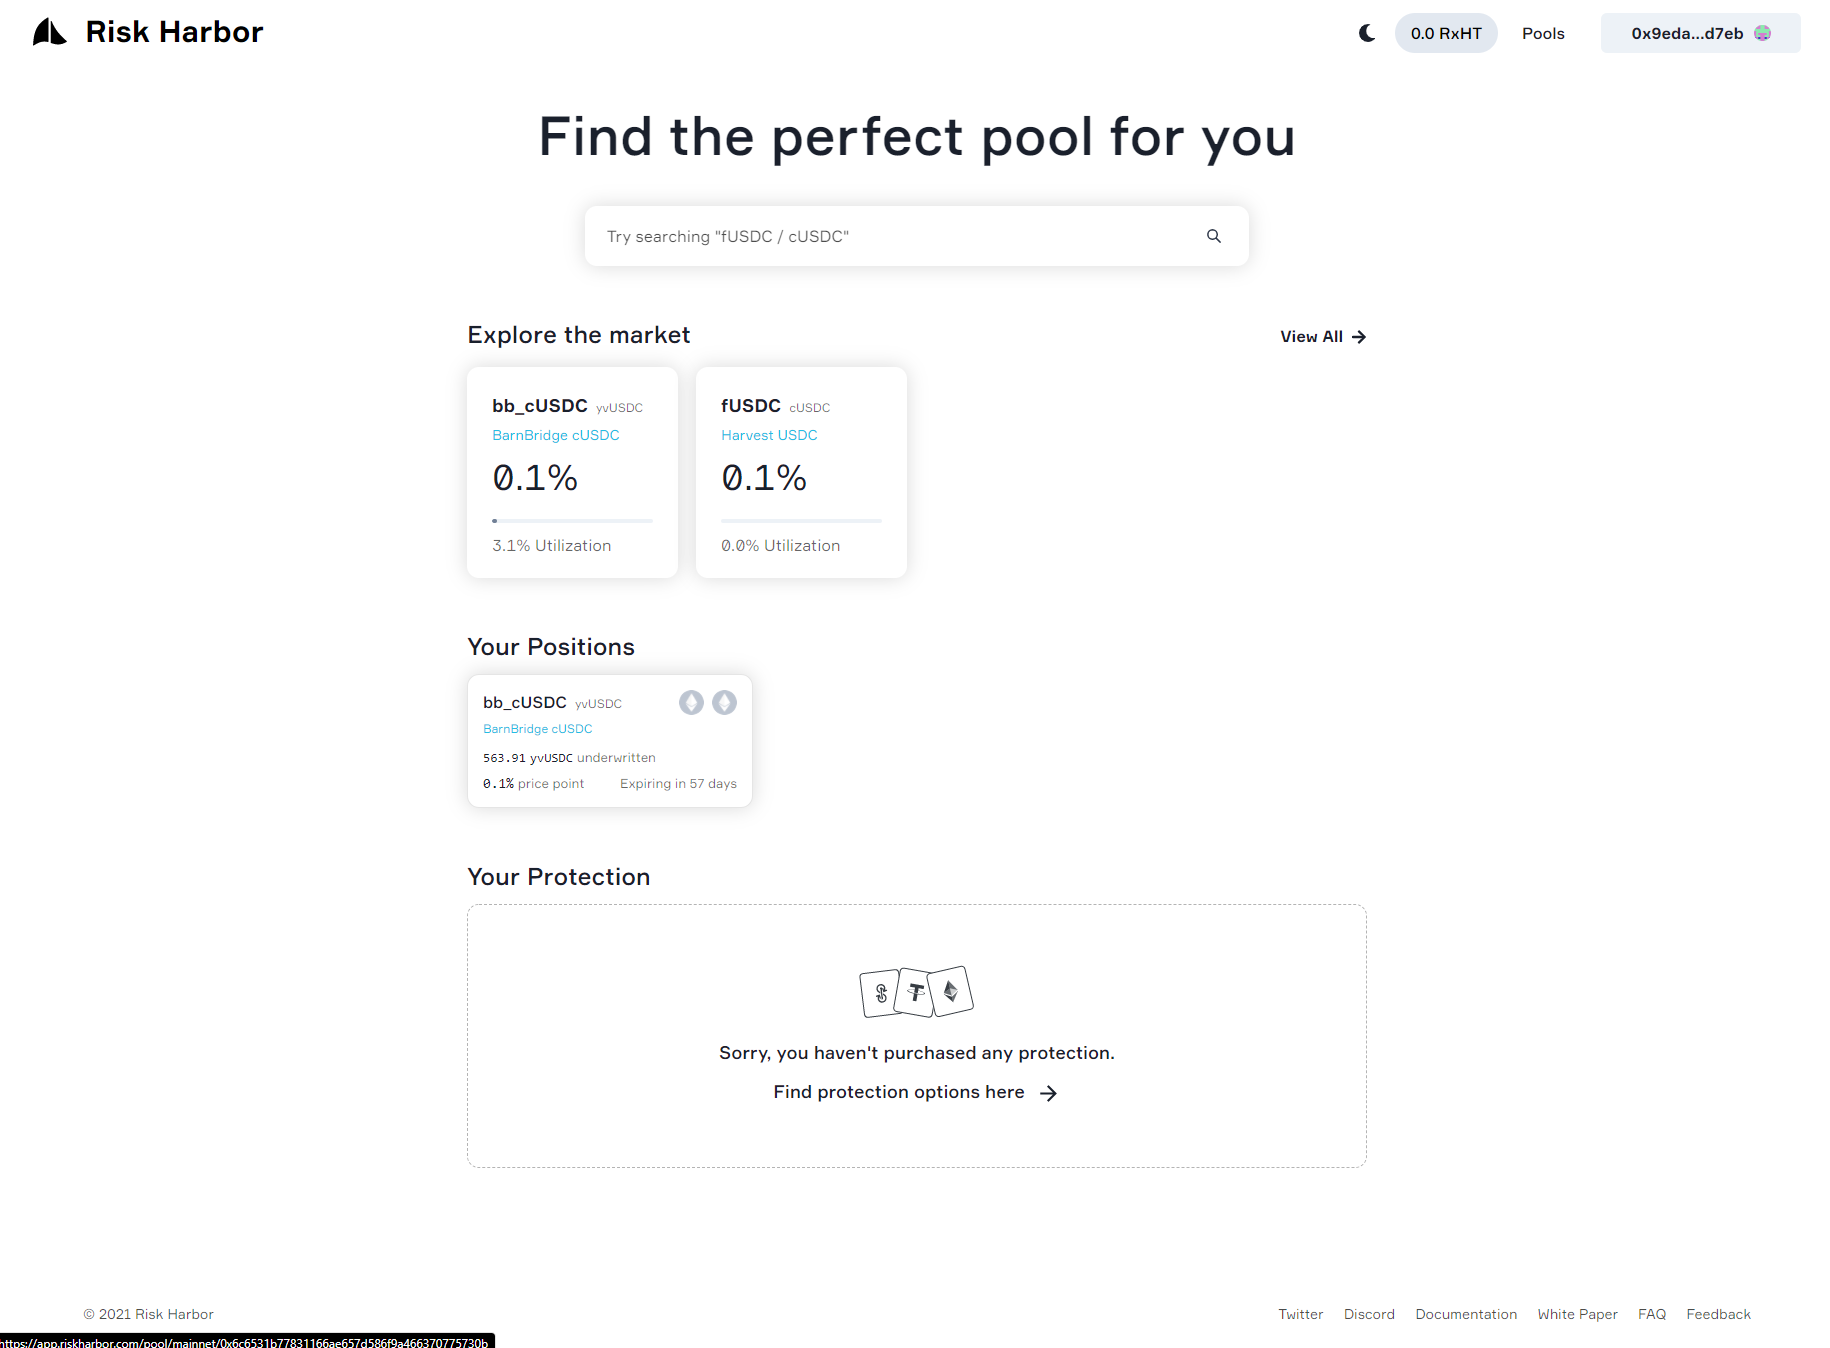 Risk Harbor
0.0 RxHT
Pools
0x9eda...d7eb
Find the perfect pool for you
Try searching "fUSDC / cUSDC"
Explore the market
View All
bb_cUSDC yvUSDC
BarnBridge cUSDC
0.1%
3.1% Utilization
fUSDC cUSDC
Harvest USDC
0.1%
0.0% Utilization
Your Positions
bb_cUSDC yvUSDC
BarnBridge cUSDC
563.91 yvUSDC underwritten
0.1% price point
Expiring in 57 days
Your Protection
Sorry, you haven't purchased any protection.
Find protection options here
© 2021 Risk Harbor
Twitter
Discord
Documentation
White Paper
FAQ
Feedback
https://app.riskharbor.com/pool/mainnet/0x6c6531b77831166ae657d586f9a466370775730b